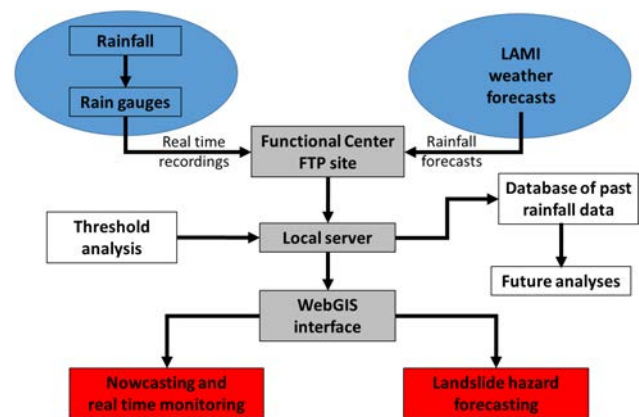 Rainfall
Rain gauges
LAMI
weather
forecasts
Real time
recordings
Functional Center
FTP site
Rainfall
forecasts
Threshold
analysis
Local server
Database of past
rainfall data
Future analyses
WebGIS
interface
Nowcasting and
real time monitoring
Landslide hazard
forecasting